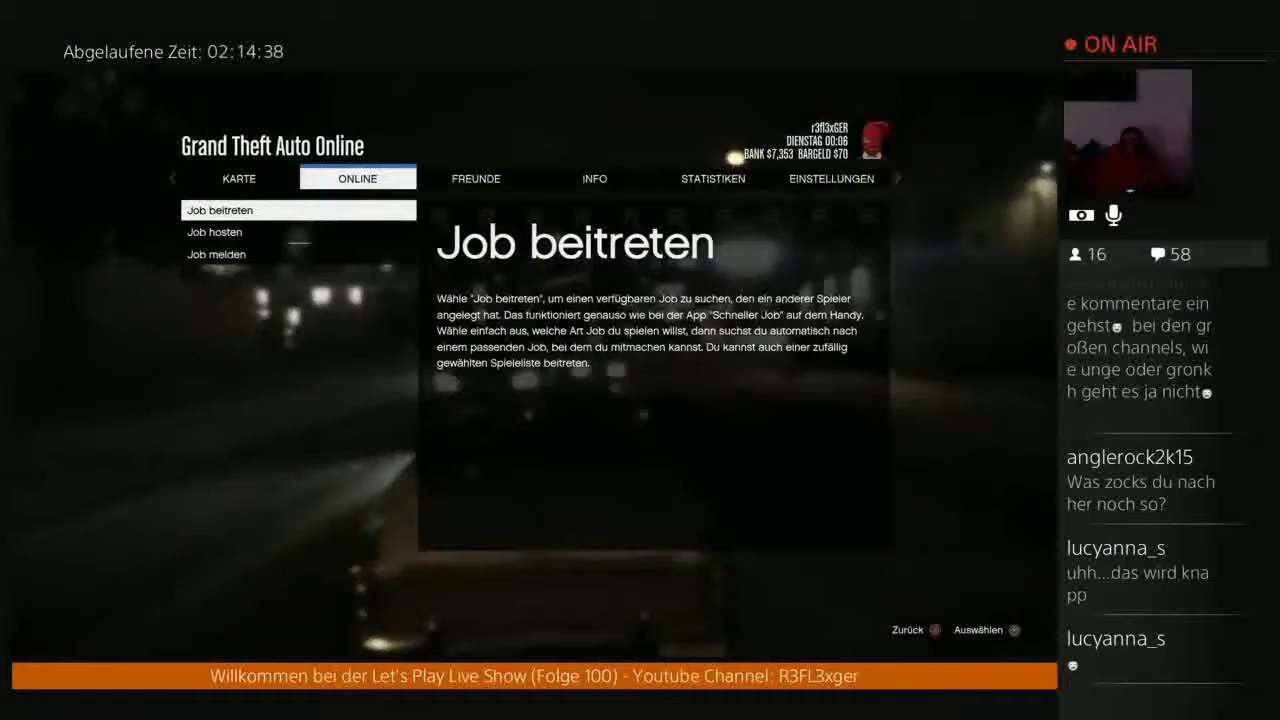 Abgelaufene Zeit: 02:14:38
ON AIR
Grand Theft Auto Online
r3fl3xGER
DIENSTAG 00:06
BANK $7,353 BARGELD $70
KARTE
ONLINE
FREUNDE
INFO
STATISTIKEN
EINSTELLUNGEN
Job beitreten
Job hosten
Job melden
Job beitreten
Wähle "Job beitreten", um einen verfügbaren Job zu suchen, den ein anderer Spieler
angelegt hat. Das funktioniert genauso wie bei der App "Schneller Job" auf dem Handy.
Wähle einfach aus, welche Art Job du spielen willst, dann suchst du automatisch nach
einem passenden Job, bei dem du mitmachen kannst. Du kannst auch einer zufällig
gewählten Spieleliste beitreten.
Zurück
Auswählen
16
58
e kommentare ein
gehst bei den gr
oßen channels, wi
e unge oder gronk
h geht es ja nicht
anglerock2k15
Was zocks du nach
her noch so?
lucyanna_s
uhh...das wird kna
pp
lucyanna_s
Willkommen bei der Let's Play Live Show (Folge 100) - Youtube Channel: R3FL3xger